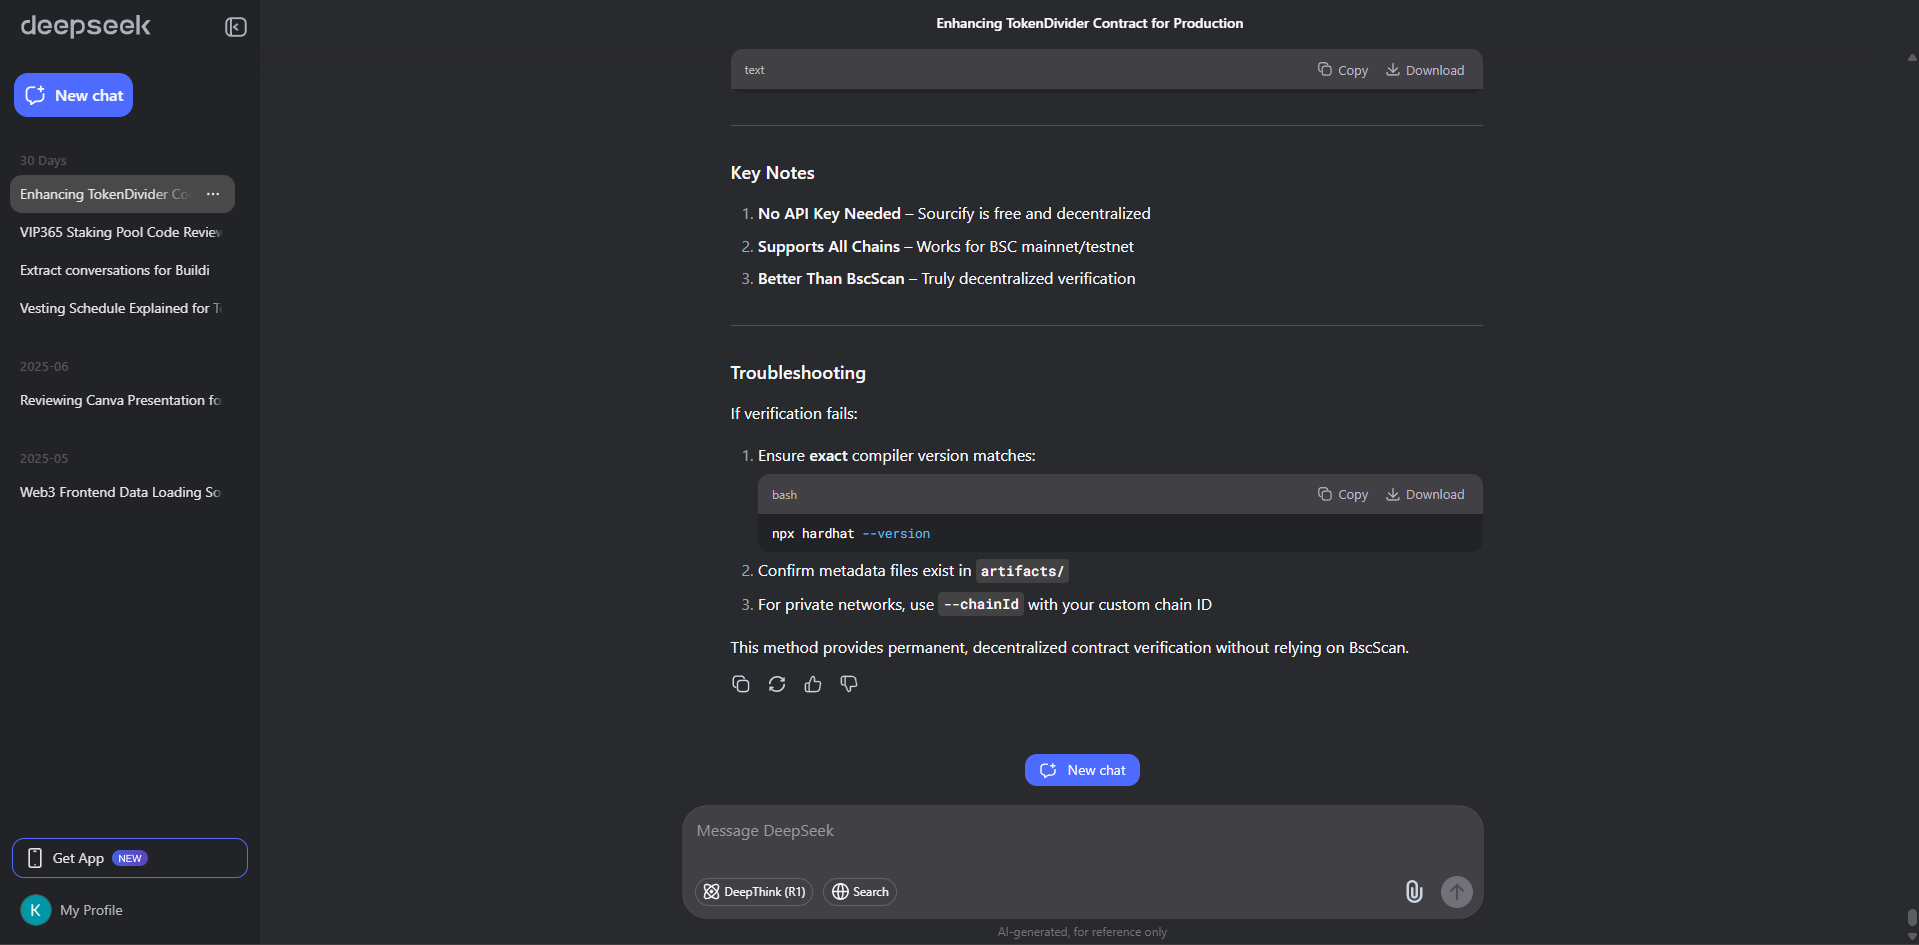 deepseek
New chat
30 Days
Enhancing TokenDivider Co
VIP365 Staking Pool Code Review
Extract conversations for Buildi
Vesting Schedule Explained for T
2025-06
Reviewing Canva Presentation fo
2025-05
Web3 Frontend Data Loading So
Get App NEW
K My Profile
Enhancing TokenDivider Contract for Production
text Copy Download
Key Notes
1. No API Key Needed – Sourcify is free and decentralized
2. Supports All Chains – Works for BSC mainnet/testnet
3. Better Than BscScan – Truly decentralized verification
Troubleshooting
If verification fails:
1. Ensure exact compiler version matches:
bash Copy Download
npx hardhat --version
2. Confirm metadata files exist in artifacts/
3. For private networks, use --chainId with your custom chain ID
This method provides permanent, decentralized contract verification without relying on BscScan.
New chat
Message DeepSeek
DeepThink (R1) Search
AI-generated, for reference only